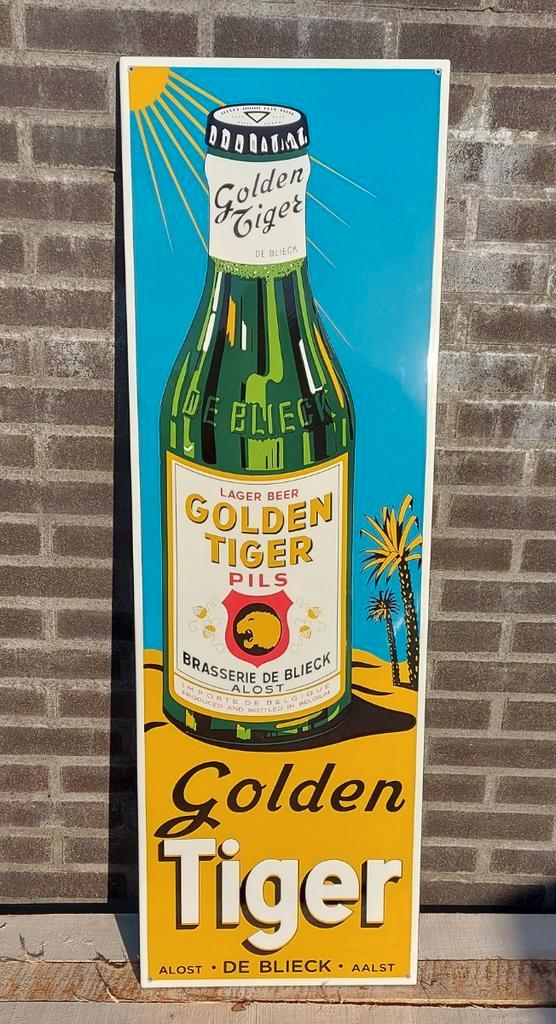 Golden
Tiger
DE BLIECK
DE BLIECK
LAGER BEER
GOLDEN
TIGER
PILS
BRASSERIE DE BLIECK
ALOST
IMPORTE DE BELGIQUE
PRODUCED AND BOTTLED IN BELGIUM
Golden
Tiger
ALOST • DE BLIECK • AALST